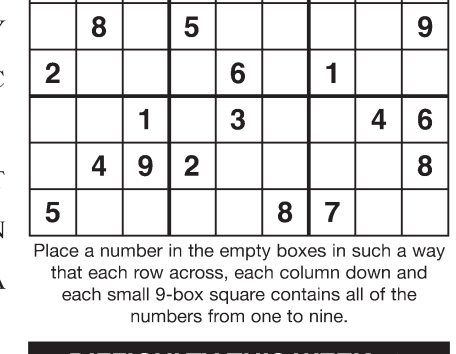 8 5 9
2 6 1
1 3 4 6
4 9 2 8
5 8 7
Place a number in the empty boxes in such a way
that each row across, each column down and
each small 9-box square contains all of the
numbers from one to nine.